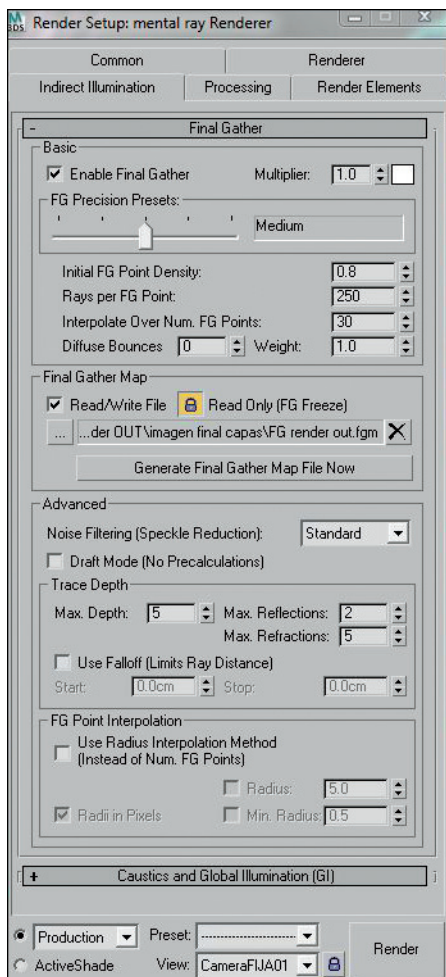 Render Setup: mental ray Renderer
Common Renderer
Indirect Illumination Processing Render Elements
- Final Gather
Basic
Enable Final Gather Multiplier: 1.0
FG Precision Presets:
Medium
Initial FG Point Density: 0.8
Rays per FG Point: 250
Interpolate Over Num. FG Points: 30
Diffuse Bounces 0 Weight: 1.0
Final Gather Map
Read/Write File Read Only (FG Freeze)
... ...der OUT\imagen final capas\FG render out.fgm
Generate Final Gather Map File Now
Advanced
Noise Filtering (Speckle Reduction): Standard
Draft Mode (No Precalculations)
Trace Depth
Max. Depth: 5 Max. Reflections: 2
Max. Refractions: 5
Use Falloff (Limits Ray Distance)
Start: 0.0cm Stop: 0.0cm
FG Point Interpolation
Use Radius Interpolation Method
(Instead of Num. FG Points)
Radius: 5.0
Radii in Pixels Min. Radius: 0.5
+ Caustics and Global Illumination (GI)
Production Preset: --------------------
ActiveShade View: CameraFIJA01 Render